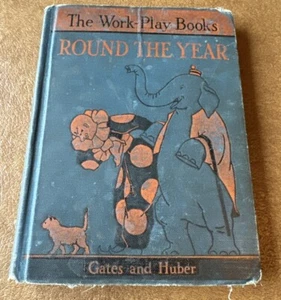 The Work-Play Books
ROUND THE YEAR
Gates and Huber